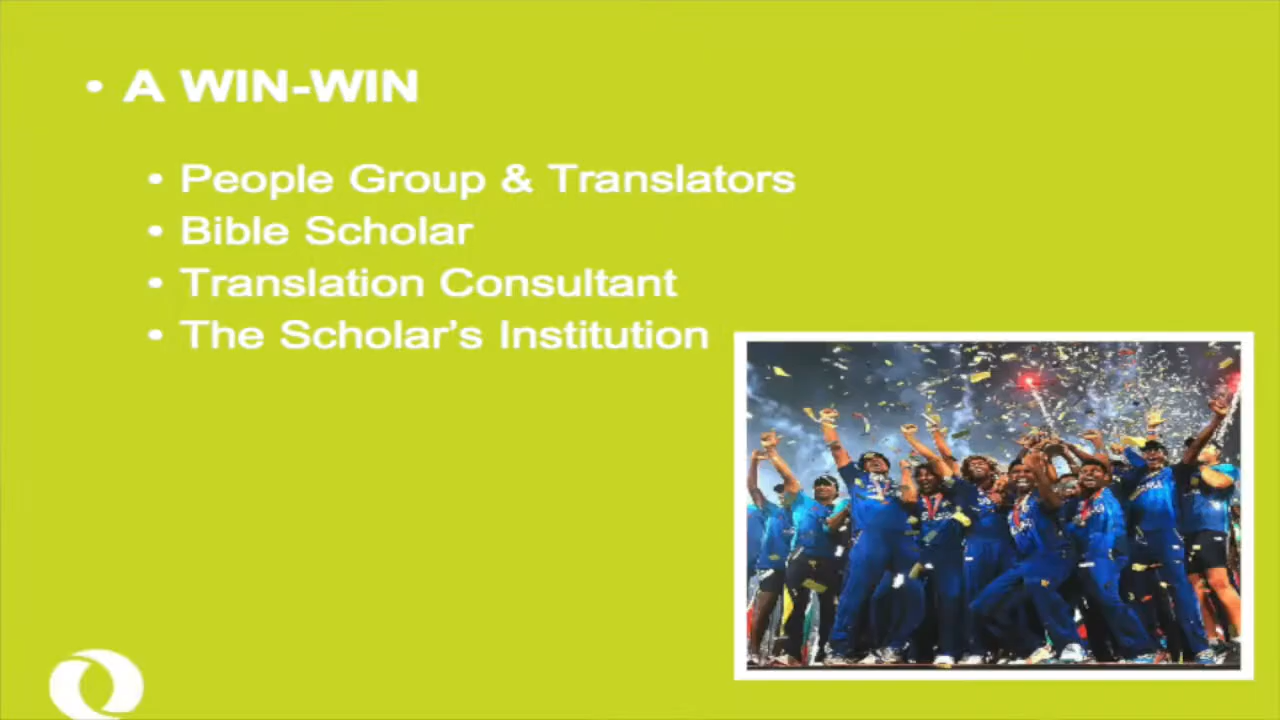 • A WIN-WIN
• People Group & Translators
• Bible Scholar
• Translation Consultant
• The Scholar's Institution